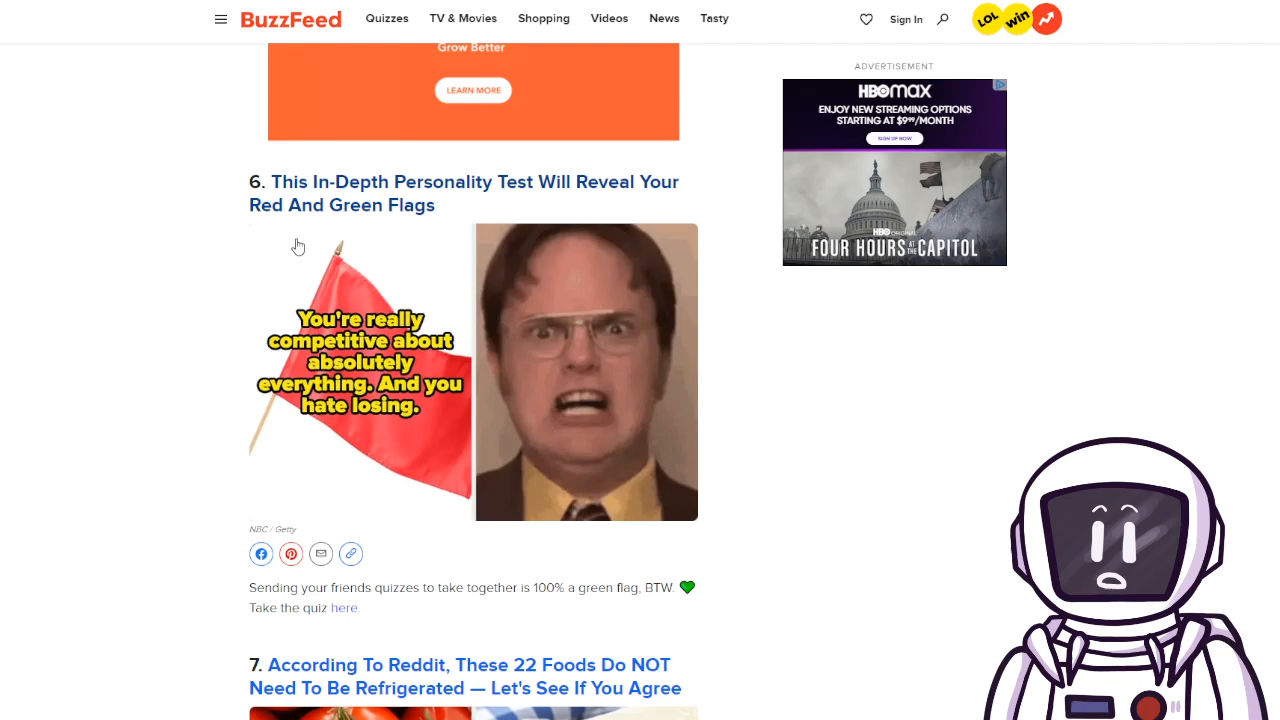 BuzzFeed
Quizzes
TV & Movies
Shopping
Videos
News
Tasty
Sign In
LOL
win
Grow Better
LEARN MORE
ADVERTISEMENT
HBOMAX
ENJOY NEW STREAMING OPTIONS
STARTING AT $9.99/MONTH
SIGN UP NOW
HBO ORIGINAL
FOUR HOURS AT THE CAPITOL
6. This In-Depth Personality Test Will Reveal Your
Red And Green Flags
You're really
competitive about
absolutely
everything. And you
hate losing.
NBC / Getty
Sending your friends quizzes to take together is 100% a green flag, BTW. 💚
Take the quiz here.
7. According To Reddit, These 22 Foods Do NOT
Need To Be Refrigerated — Let's See If You Agree